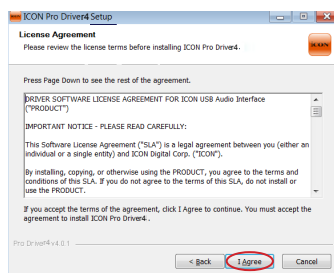 ICON Pro Driver4 Setup
License Agreement
Please review the license terms before installing ICON Pro Driver4.
ICON
Press Page Down to see the rest of the agreement.
DRIVER SOFTWARE LICENSE AGREEMENT FOR ICON USB Audio Interface
("PRODUCT")
IMPORTANT NOTICE - PLEASE READ CAREFULLY:
This Software License Agreement ("SLA") is a legal agreement between you (either an
individual or a single entity) and ICON Digital Corp. ("ICON").
By installing, copying, or otherwise using the PRODUCT, you agree to the terms and
conditions of this SLA. If you do not agree to the terms of this SLA, do not install or
use the PRODUCT.
If you accept the terms of the agreement, click I Agree to continue. You must accept the
agreement to install ICON Pro Driver4.
Pro Driver4 v4.0.1
< Back I Agree Cancel